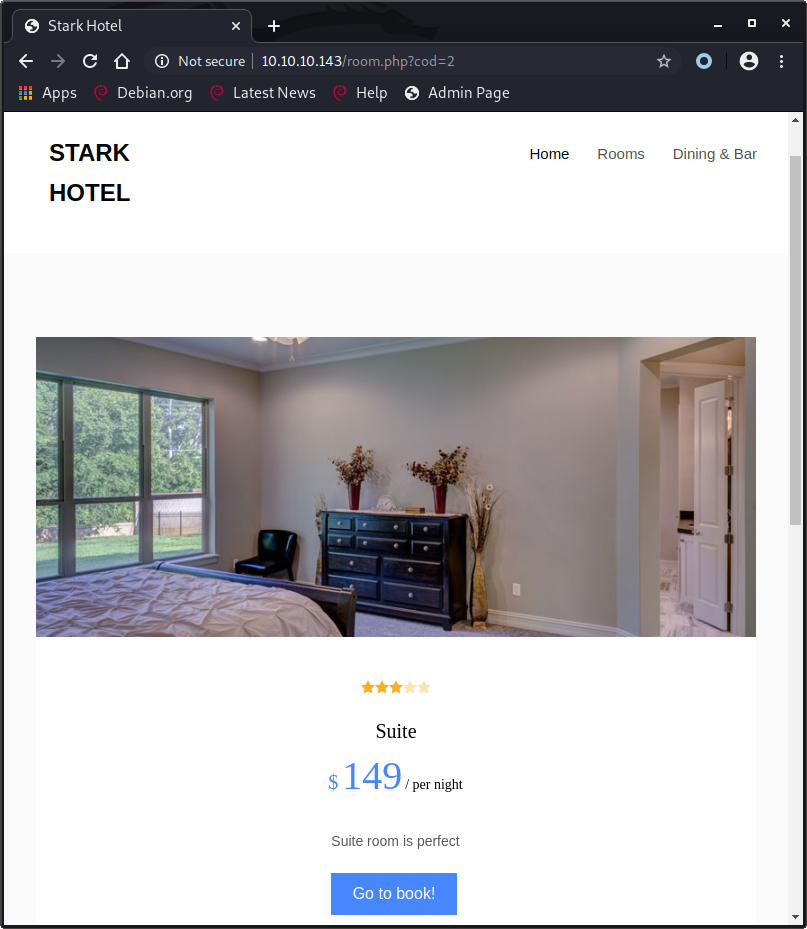 Stark Hotel
Not secure | 10.10.10.143/room.php?cod=2
Apps Debian.org Latest News Help Admin Page
STARK
HOTEL
Home Rooms Dining & Bar
Suite
$ 149 / per night
Suite room is perfect
Go to book!